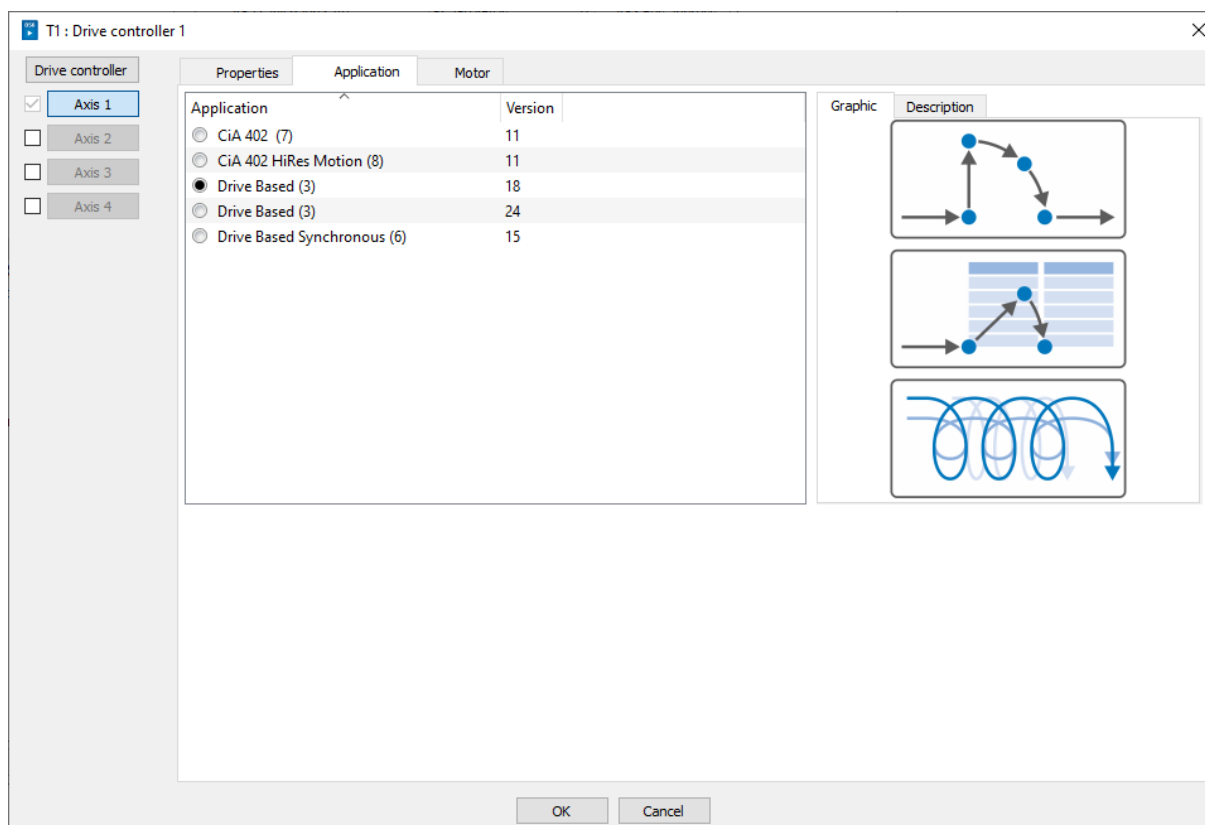 T1 : Drive controller 1
Drive controller
Properties
Application
Motor
Axis 1
Axis 2
Axis 3
Axis 4
Application Version
CiA 402 (7) 11
CiA 402 HiRes Motion (8) 11
Drive Based (3) 18
Drive Based (3) 24
Drive Based Synchronous (6) 15
Graphic
Description
OK
Cancel